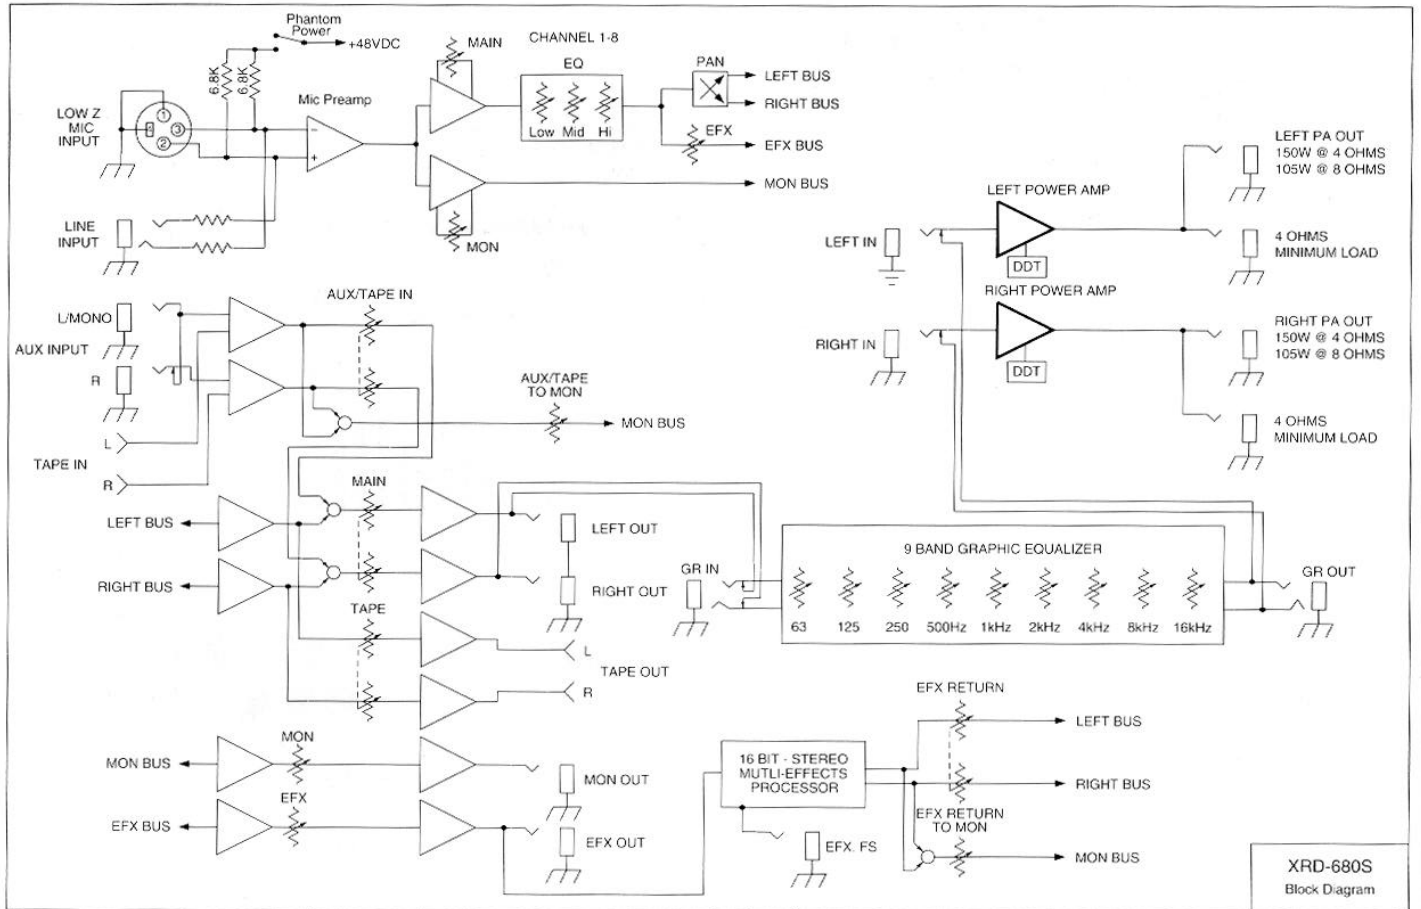 Phantom
Power
+48VDC
6.8K
6.8K
LOW Z
MIC
INPUT
1
3
2
Mic Preamp
−
+
LINE
INPUT
MAIN
MON
CHANNEL 1-8
EQ
Low Mid Hi
PAN
LEFT BUS
RIGHT BUS
EFX
EFX BUS
MON BUS
LEFT POWER AMP
LEFT IN
DDT
RIGHT POWER AMP
RIGHT IN
DDT
LEFT PA OUT
150W @ 4 OHMS
105W @ 8 OHMS
4 OHMS
MINIMUM LOAD
RIGHT PA OUT
150W @ 4 OHMS
105W @ 8 OHMS
4 OHMS
MINIMUM LOAD
AUX/TAPE IN
L/MONO
AUX INPUT
R
L
TAPE IN
R
AUX/TAPE
TO MON
MON BUS
LEFT BUS
RIGHT BUS
MAIN
TAPE
LEFT OUT
RIGHT OUT
L
TAPE OUT
R
GR IN
9 BAND GRAPHIC EQUALIZER
63 125 250 500Hz 1kHz 2kHz 4kHz 8kHz 16kHz
GR OUT
MON BUS
MON
MON OUT
EFX BUS
EFX
EFX OUT
16 BIT - STEREO
MUTLI-EFFECTS
PROCESSOR
EFX. FS
EFX RETURN
LEFT BUS
RIGHT BUS
EFX RETURN
TO MON
MON BUS
XRD-680S
Block Diagram